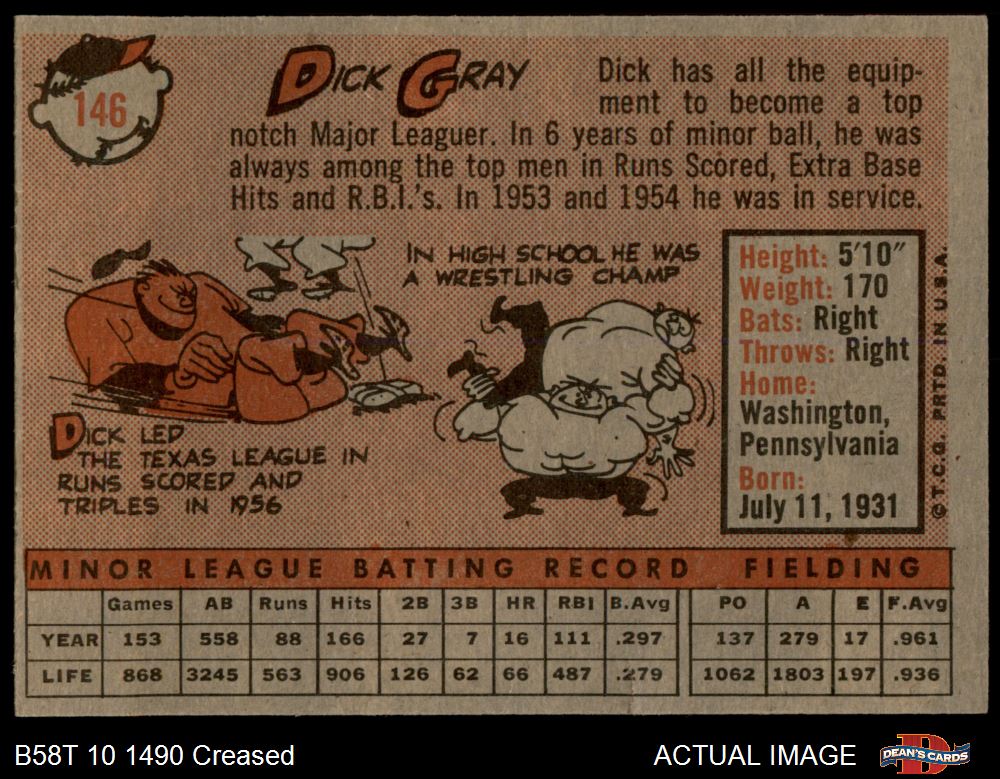 146
DICK GRAY
Dick has all the equip-
ment to become a top
notch Major Leaguer. In 6 years of minor ball, he was
always among the top men in Runs Scored, Extra Base
Hits and R.B.I.'s. In 1953 and 1954 he was in service.
IN HIGH SCHOOL HE WAS
A WRESTLING CHAMP
DICK LED
THE TEXAS LEAGUE IN
RUNS SCORED AND
TRIPLES IN 1956
Height: 5'10"
Weight: 170
Bats: Right
Throws: Right
Home:
Washington,
Pennsylvania
Born:
July 11, 1931
© T.C.G. PRTD. IN U.S.A.
MINOR LEAGUE BATTING RECORD FIELDING
Games AB Runs Hits 2B 3B HR RBI B.Avg PO A E F.Avg
YEAR 153 558 88 166 27 7 16 111 .297 137 279 17 .961
LIFE 868 3245 563 906 126 62 66 487 .279 1062 1803 197 .936
B58T 10 1490 Creased
ACTUAL IMAGE
D
DEAN'S CARDS